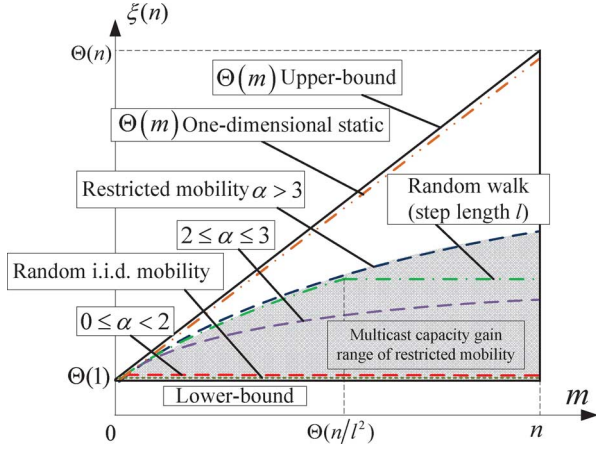 ξ(n)
Θ(n)
Θ(m) Upper-bound
Θ(m) One-dimensional static
Restricted mobility α > 3
Random walk
(step length l)
2 ≤ α ≤ 3
Random i.i.d. mobility
0 ≤ α < 2
Multicast capacity gain
range of restricted mobility
Θ(1)
Lower-bound
m
0
Θ(n/l²)
n